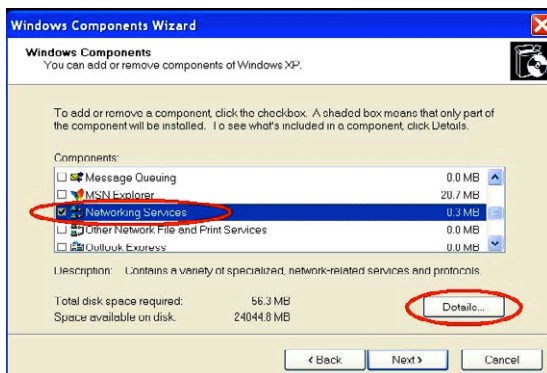 Windows Components Wizard
Windows Components
You can add or remove components of Windows XP.
To add or remove a component, click the checkbox. A shaded box means that only part of
the component will be installed. To see what's included in a component, click Details.
Components:
Message Queuing 0.0 MB
MSN Explorer 20.7 MB
Networking Services 0.3 MB
Other Network File and Print Services 0.0 MB
Outlook Express 0.0 MB
Description: Contains a variety of specialized, network-related services and protocols.
Total disk space required: 56.3 MB
Space available on disk: 24044.8 MB
Details...
< Back Next > Cancel